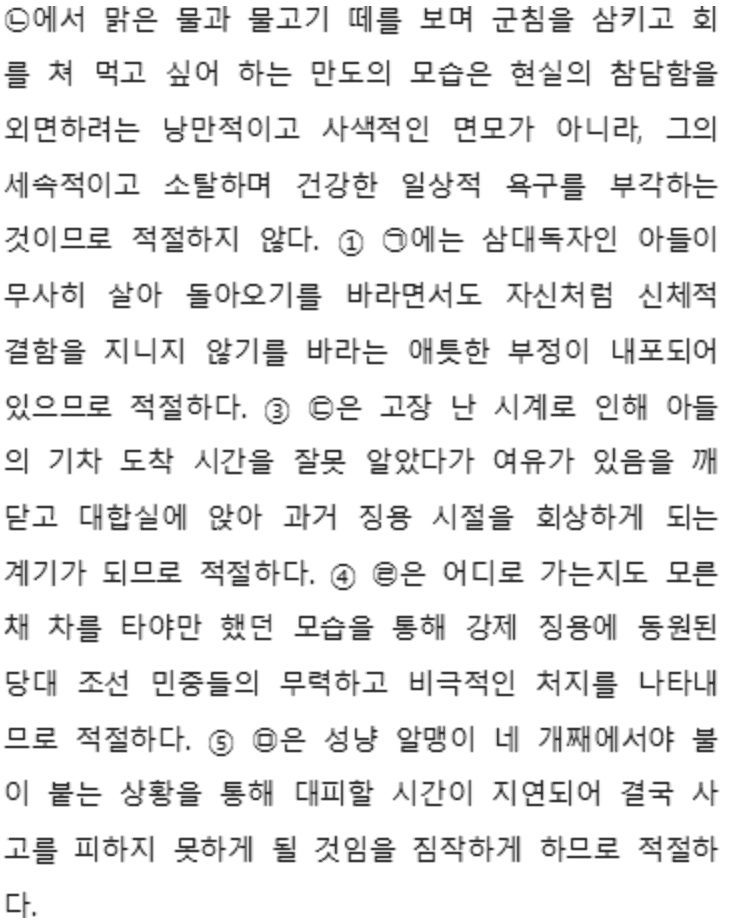 ㉡에서 맑은 물과 물고기 떼를 보며 군침을 삼키고 회
를 쳐 먹고 싶어 하는 만도의 모습은 현실의 참담함을
외면하려는 낭만적이고 사색적인 면모가 아니라, 그의
세속적이고 소탈하며 건강한 일상적 욕구를 부각하는
것이므로 적절하지 않다. ① ㉠에는 삼대독자인 아들이
무사히 살아 돌아오기를 바라면서도 자신처럼 신체적
결함을 지니지 않기를 바라는 애틋한 부정이 내포되어
있으므로 적절하다. ③ ㉢은 고장 난 시계로 인해 아들
의 기차 도착 시간을 잘못 알았다가 여유가 있음을 깨
닫고 대합실에 앉아 과거 징용 시절을 회상하게 되는
계기가 되므로 적절하다. ④ ㉣은 어디로 가는지도 모른
채 차를 타야만 했던 모습을 통해 강제 징용에 동원된
당대 조선 민중들의 무력하고 비극적인 처지를 나타내
므로 적절하다. ⑤ ㉤은 성냥 알맹이 네 개째에서야 불
이 붙는 상황을 통해 대피할 시간이 지연되어 결국 사
고를 피하지 못하게 될 것임을 짐작하게 하므로 적절하
다.